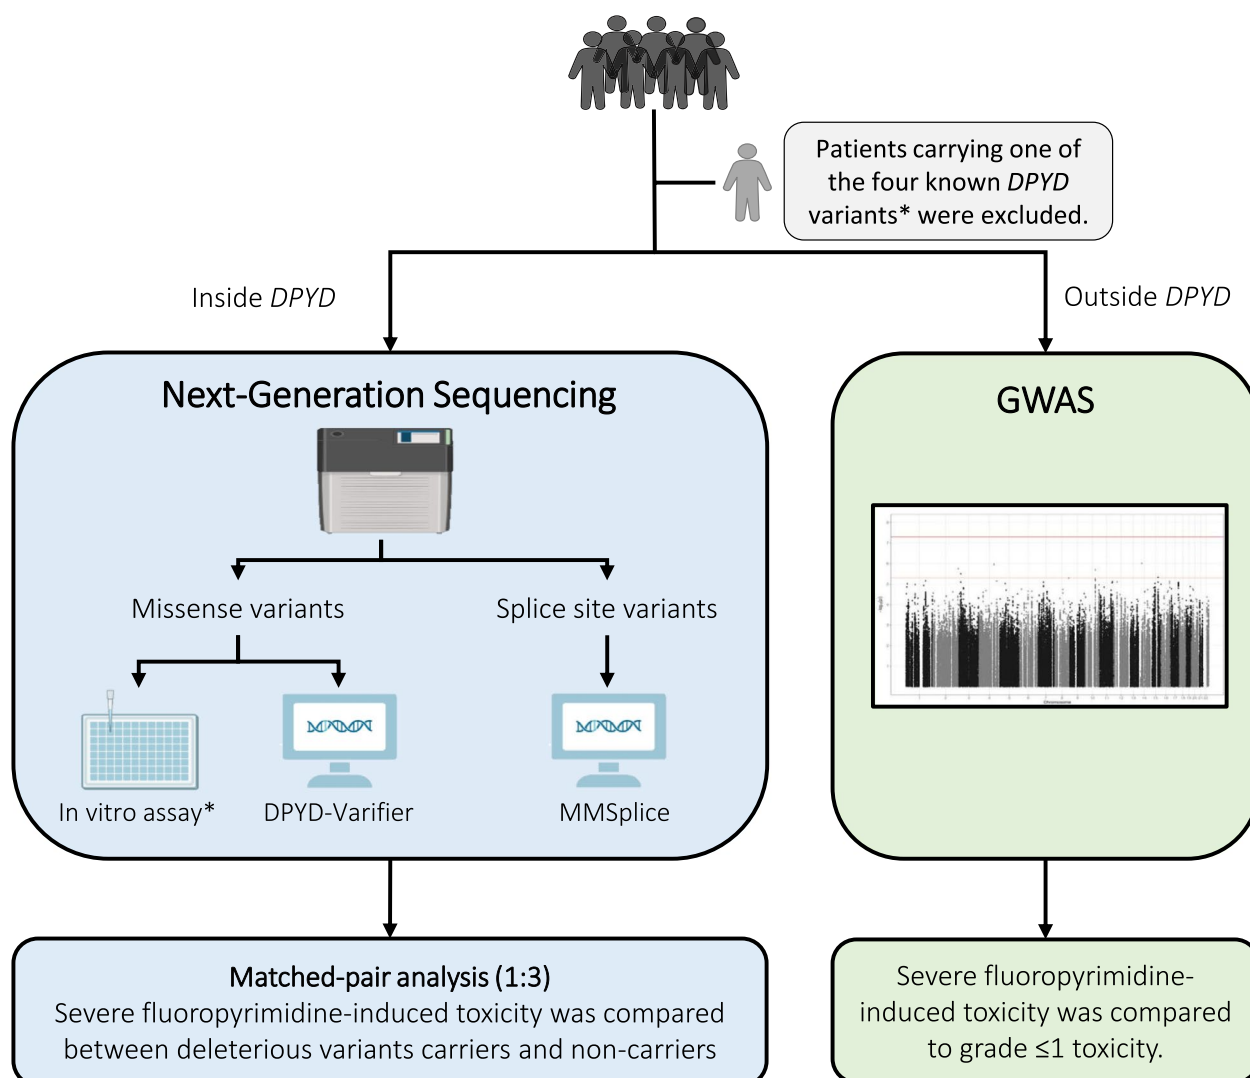 Patients carrying one of
the four known DPYD
variants* were excluded.
Inside DPYD
Outside DPYD
Next-Generation Sequencing
Missense variants
Splice site variants
In vitro assay*
DPYD-Varifier
MMSplice
GWAS
Chromosome
Matched-pair analysis (1:3)
Severe fluoropyrimidine-induced toxicity was compared
between deleterious variants carriers and non-carriers
Severe fluoropyrimidine-
induced toxicity was compared
to grade ≤1 toxicity.